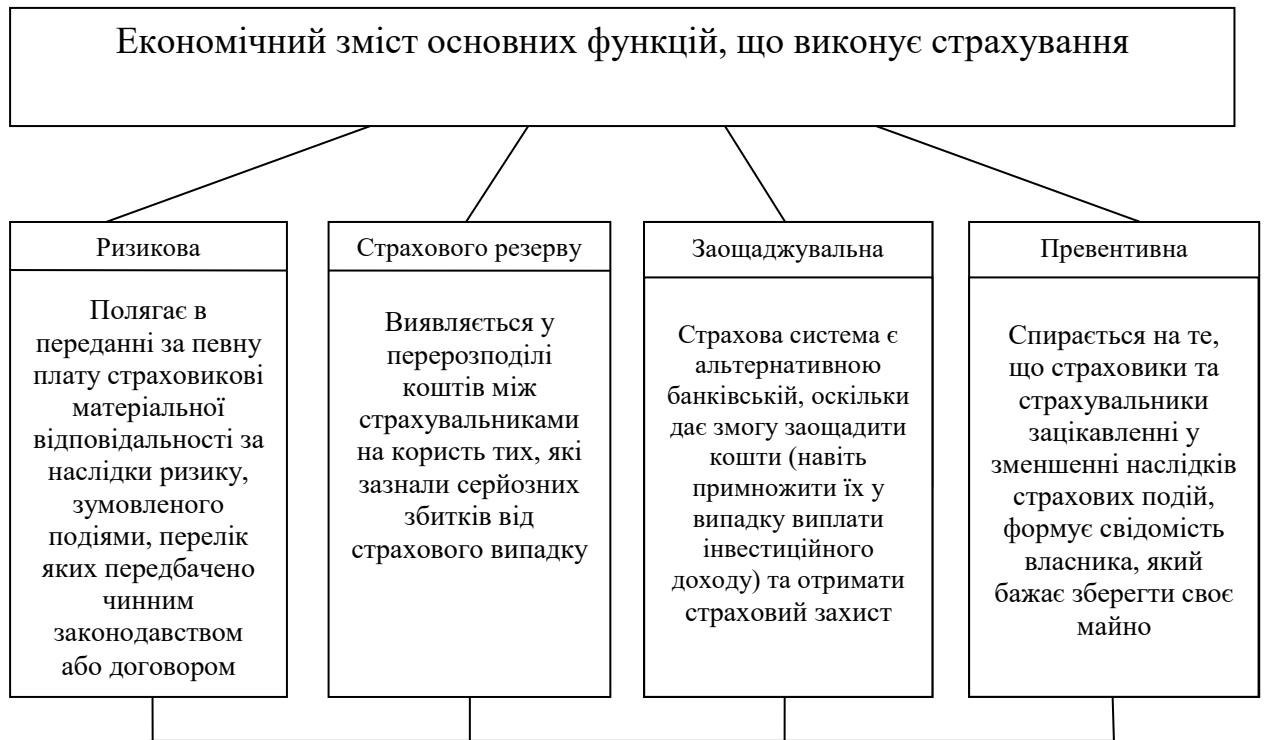 Економічний зміст основних функцій, що виконує страхування
Ризикова
Полягає в
переданні за певну
плату страховикові
матеріальної
відповідальності за
наслідки ризику,
зумовленого
подіями, перелік
яких передбачено
чинним
законодавством
або договором
Страхового резерву
Виявляється у
перерозподілі
коштів між
страхувальниками
на користь тих, які
зазнали серйозних
збитків від
страхового випадку
Заощаджувальна
Страхова система є
альтернативною
банківській, оскільки
дає змогу заощадити
кошти (навіть
примножити їх у
випадку виплати
інвестиційного
доходу) та отримати
страховий захист
Превентивна
Спирається на те,
що страховики та
страхувальники
зацікавленні у
зменшенні наслідків
страхових подій,
формує свідомість
власника, який
бажає зберегти своє
майно